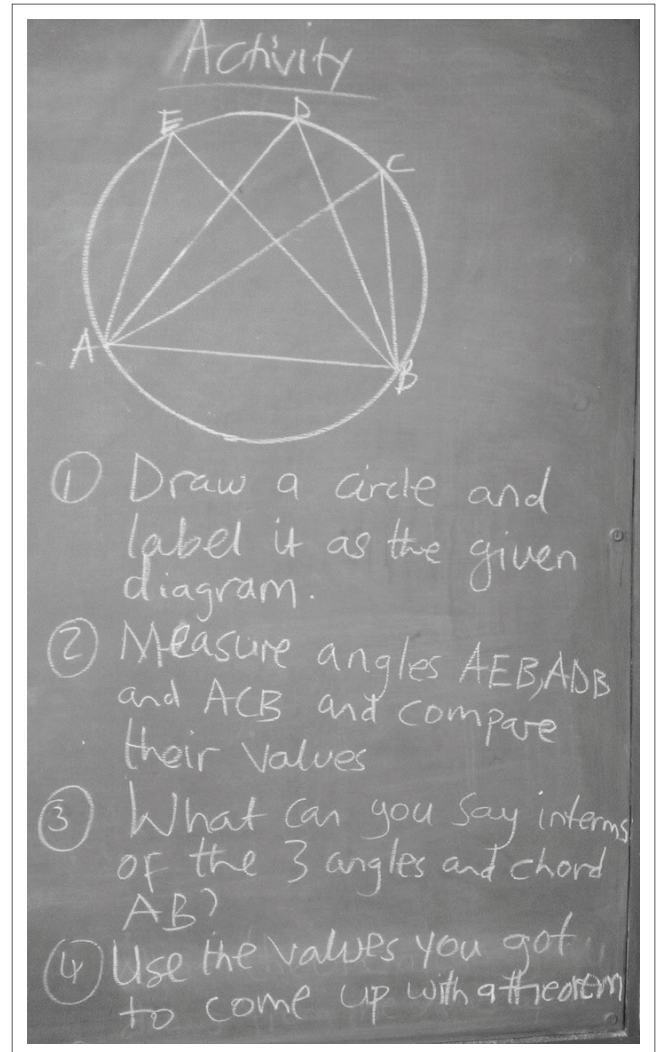 Activity
E
D
C
A
B
① Draw a circle and
label it as the given
diagram.
② Measure angles AEB, ADB
and ACB and compare
their values
③ What can you say interms
of the 3 angles and chord
AB?
④ Use the values you got
to come up with a theorem